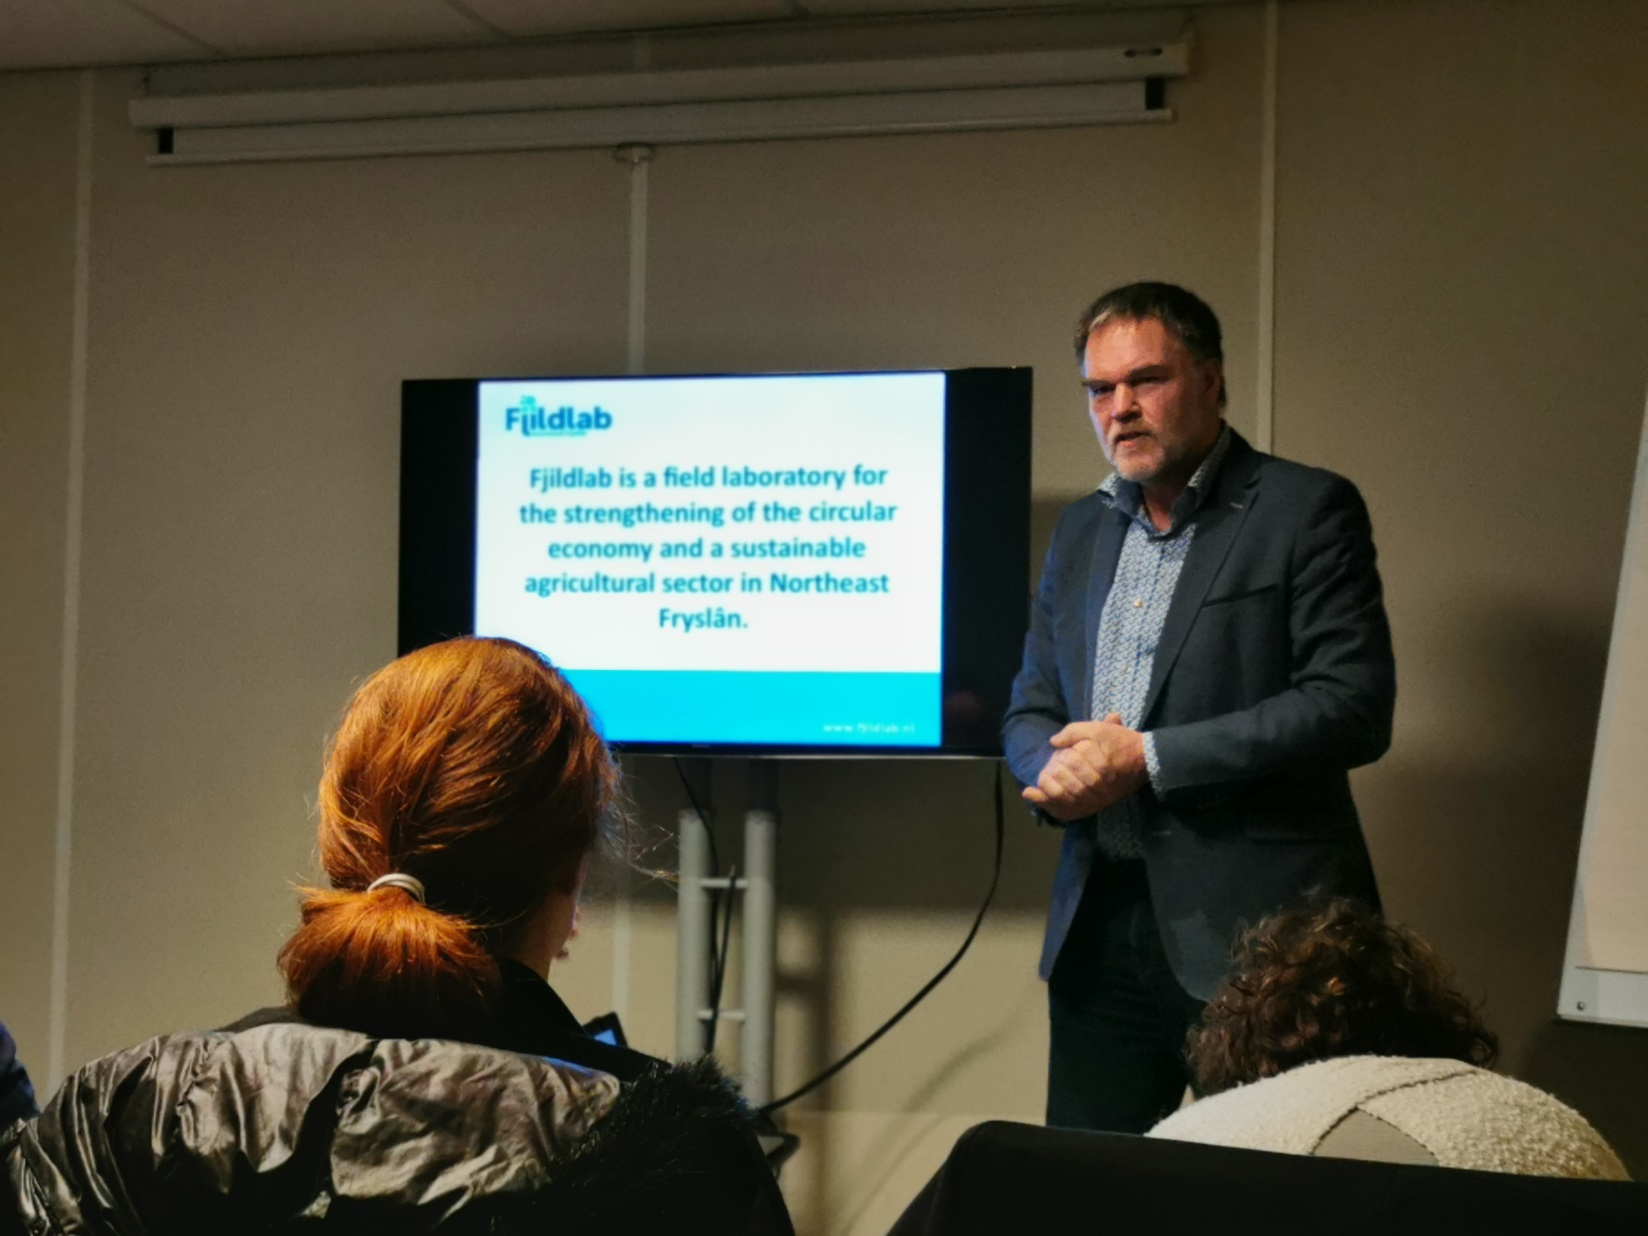 Fjildlab
Fjildlab is a field laboratory for
the strengthening of the circular
economy and a sustainable
agricultural sector in Northeast
Fryslân.
www.fjildlab.nl